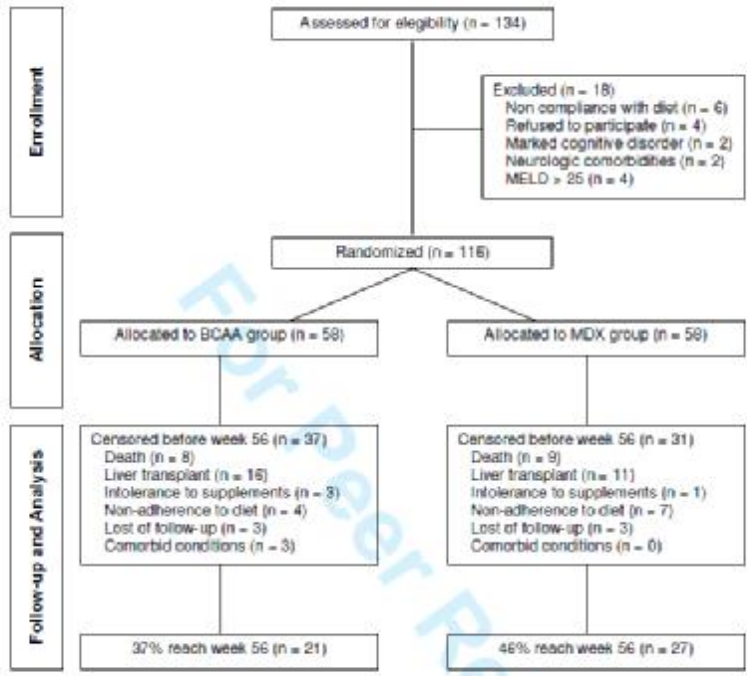 Enrollment
Assessed for elegibility (n = 134)
Excluded (n = 18)
Non compliance with diet (n = 6)
Refused to participate (n = 4)
Marked cognitive disorder (n = 2)
Neurologic comorbidities (n = 2)
MELD > 25 (n = 4)
Randomized (n = 116)
Allocation
Allocated to BCAA group (n = 58)
Allocated to MDX group (n = 58)
Follow-up and Analysis
Censored before week 56 (n = 37)
Death (n = 8)
Liver transplant (n = 16)
Intolerance to supplements (n = 3)
Non-adherence to diet (n = 4)
Lost of follow-up (n = 3)
Comorbid conditions (n = 3)
Censored before week 56 (n = 31)
Death (n = 9)
Liver transplant (n = 11)
Intolerance to supplements (n = 1)
Non-adherence to diet (n = 7)
Lost of follow-up (n = 3)
Comorbid conditions (n = 0)
37% reach week 56 (n = 21)
46% reach week 56 (n = 27)
For Peer Re